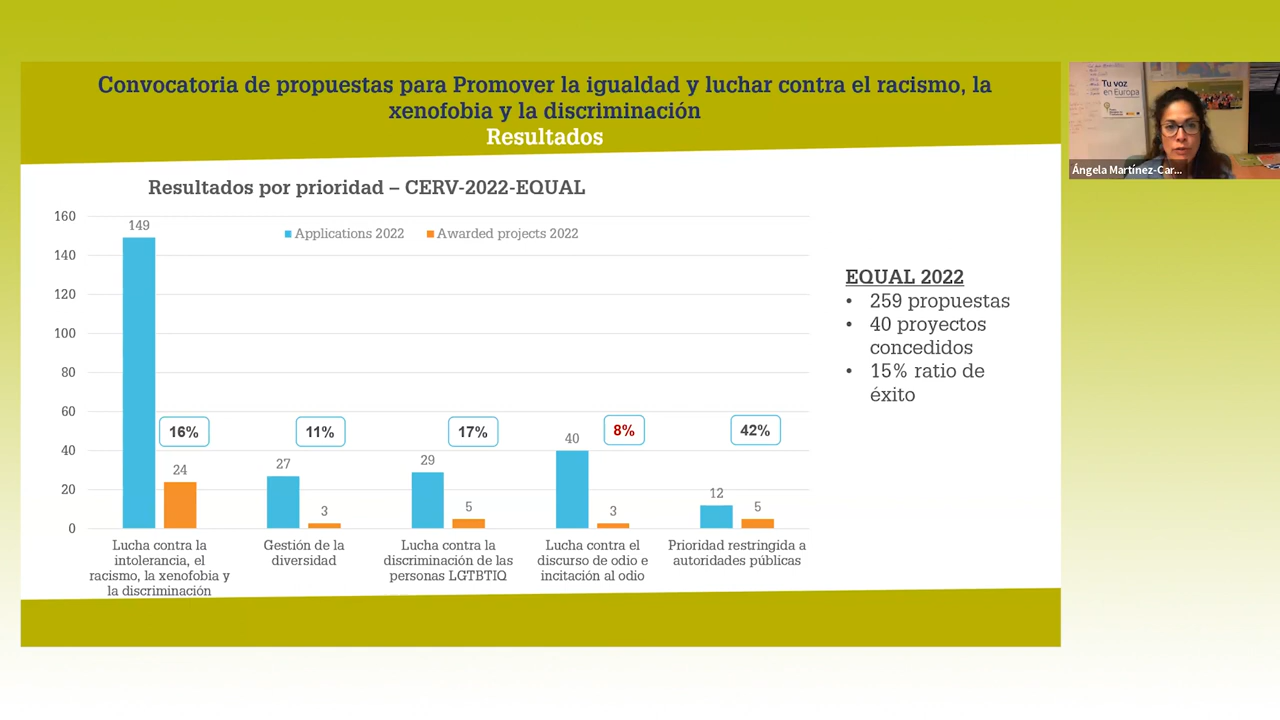 Convocatoria de propuestas para Promover la igualdad y luchar contra el racismo, la
xenofobia y la discriminación
Resultados
Resultados por prioridad – CERV-2022-EQUAL
Applications 2022
Awarded projects 2022
160
140
120
100
80
60
40
20
0
149
24
16%
27
3
11%
29
5
17%
40
3
8%
12
5
42%
Lucha contra la
intolerancia, el
racismo, la xenofobia y
la discriminación
Gestión de la
diversidad
Lucha contra la
discriminación de las
personas LGTBTIQ
Lucha contra el
discurso de odio e
incitación al odio
Prioridad restringida a
autoridades públicas
EQUAL 2022
• 259 propuestas
• 40 proyectos
concedidos
• 15% ratio de
éxito
Tu voz
en Europa
Ángela Martínez-Car...